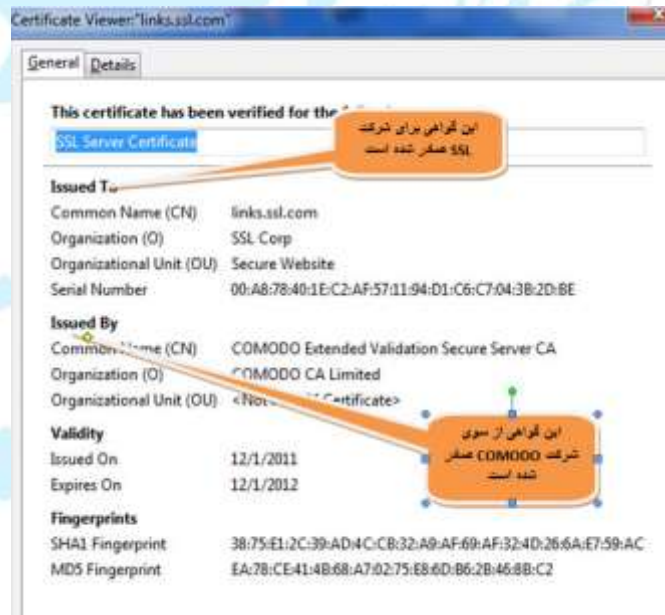 Certificate Viewer:"links.ssl.com"
General Details
This certificate has been verified for the
SSL Server Certificate
این گواهی برای شرکت
SSL صادر شده است
Issued To
Common Name (CN) links.ssl.com
Organization (O) SSL Corp
Organizational Unit (OU) Secure Website
Serial Number 00:A8:78:40:1E:C2:AF:57:11:94:D1:C6:C7:04:3B:2D:BE
Issued By
Common Name (CN) COMODO Extended Validation Secure Server CA
Organization (O) COMODO CA Limited
Organizational Unit (OU) <Not Certificate>
این گواهی از سوی
شرکت COMODO صادر
شده است
Validity
Issued On 12/1/2011
Expires On 12/1/2012
Fingerprints
SHA1 Fingerprint 38:75:E1:2C:39:AD:4C:CB:32:A9:AF:69:AF:32:4D:26:6A:E7:59:AC
MD5 Fingerprint EA:78:CE:41:4B:68:A7:02:75:E8:6D:B6:2B:46:8B:C2